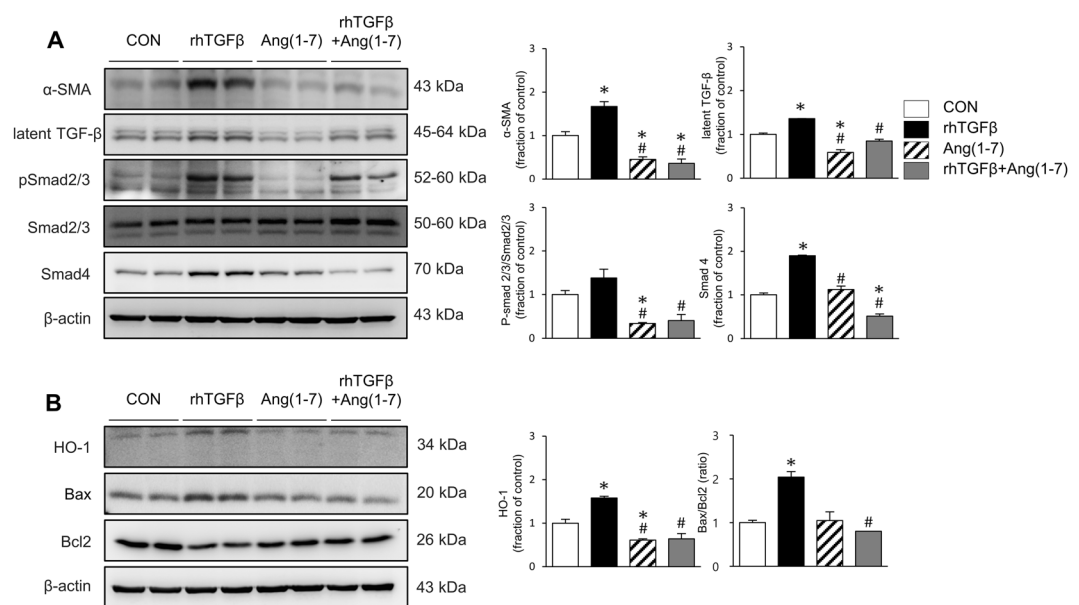 A
CON
rhTGFβ
Ang(1-7)
rhTGFβ
+Ang(1-7)
α-SMA
43 kDa
latent TGF-β
45-64 kDa
pSmad2/3
52-60 kDa
Smad2/3
50-60 kDa
Smad4
70 kDa
β-actin
43 kDa
α-SMA
(fraction of control)
3
2
1
0
*
*
#
*
#
latent TGF-β
(fraction of control)
3
2
1
0
*
*
#
#
CON
rhTGFβ
Ang(1-7)
rhTGFβ+Ang(1-7)
P-smad 2/3/Smad2/3
(fraction of control)
3
2
1
0
*
#
#
Smad 4
(fraction of control)
3
2
1
0
*
#
*
#
B
CON
rhTGFβ
Ang(1-7)
rhTGFβ
+Ang(1-7)
HO-1
34 kDa
Bax
20 kDa
Bcl2
26 kDa
β-actin
43 kDa
HO-1
(fraction of control)
3
2
1
0
*
*
#
#
Bax/Bcl2 (ratio)
3
2
1
0
*
#